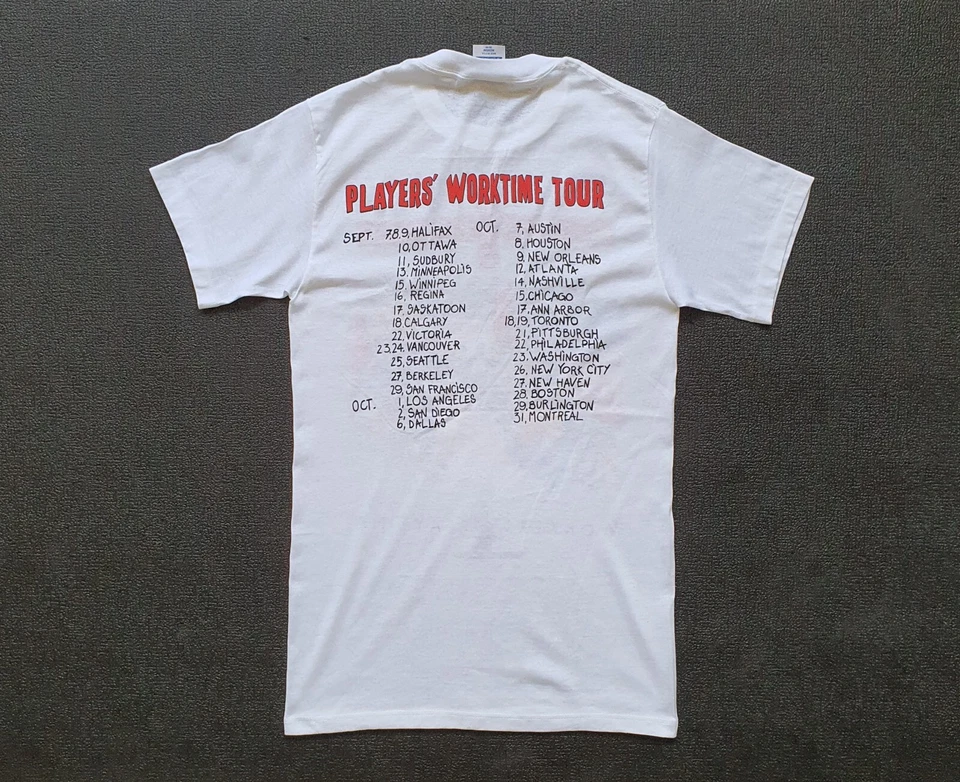 PLAYERS' WORKTIME TOUR
SEPT. 7,8,9, HALIFAX
10, OTTAWA
11, SUDBURY
13, MINNEAPOLIS
15, WINNIPEG
16, REGINA
17, SASKATOON
18, CALGARY
22, VICTORIA
23,24, VANCOUVER
25, SEATTLE
27, BERKELEY
29, SAN FRANCISCO
OCT. 1, LOS ANGELES
2, SAN DIEGO
6, DALLAS
OCT. 7, AUSTIN
8, HOUSTON
9, NEW ORLEANS
12, ATLANTA
14, NASHVILLE
15, CHICAGO
17, ANN ARBOR
18,19, TORONTO
21, PITTSBURGH
22, PHILADELPHIA
23, WASHINGTON
26, NEW YORK CITY
27, NEW HAVEN
28, BOSTON
29, BURLINGTON
31, MONTREAL